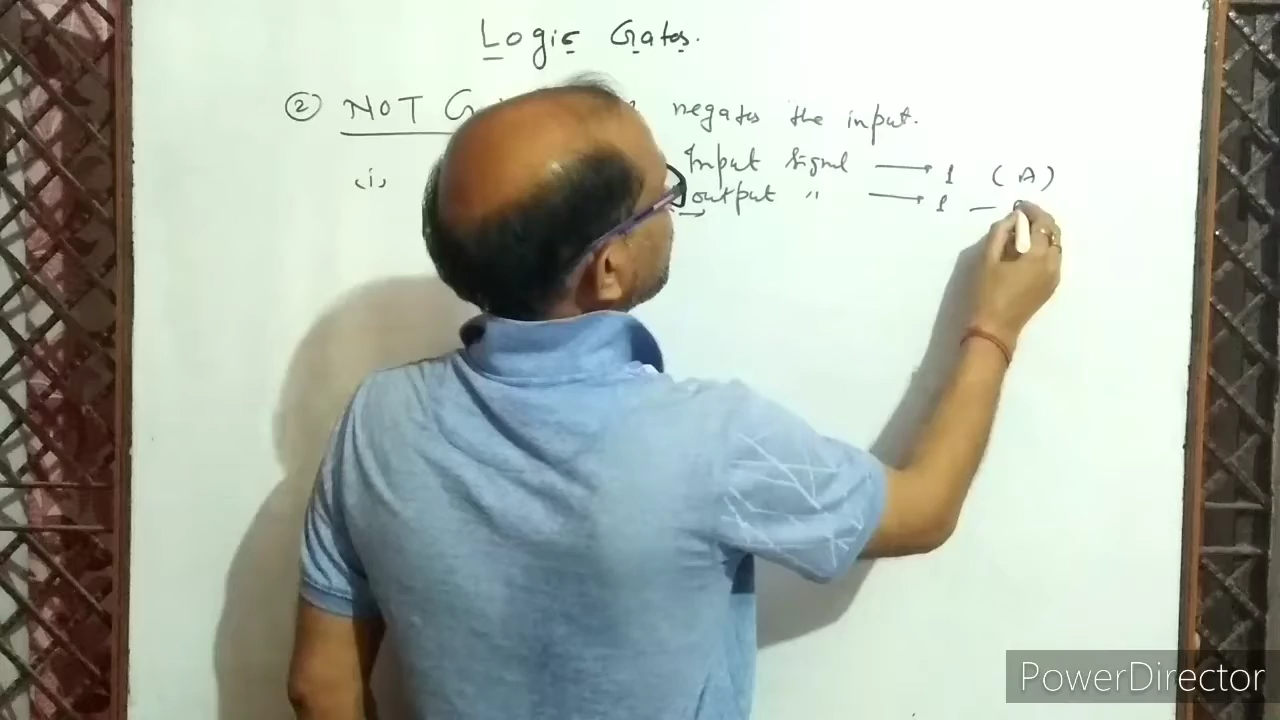 Logic Gates.
② NOT G negates the input.
(i) Input signal → 1 (A)
output " → 1 —
PowerDirector